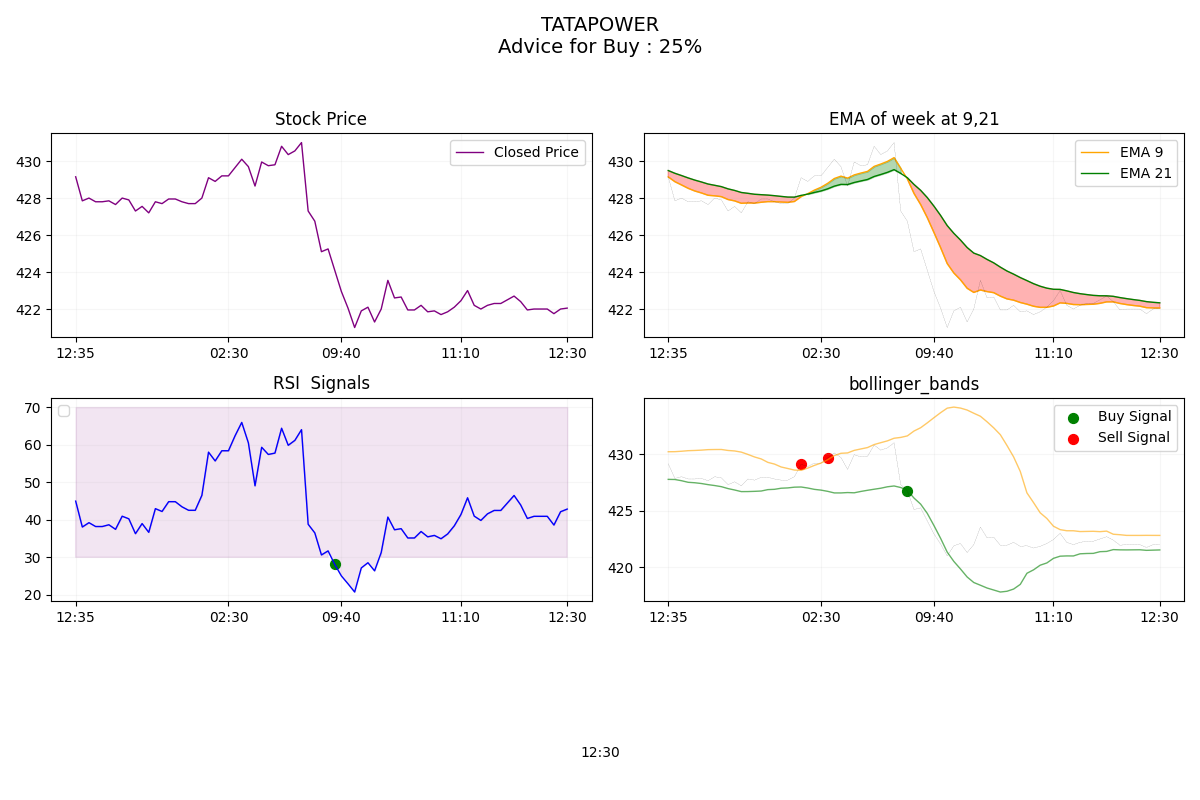 TATAPOWER
Advice for Buy : 25%
Stock Price
Closed Price
430
428
426
424
422
12:35 02:30 09:40 11:10 12:30
EMA of week at 9,21
EMA 9
EMA 21
430
428
426
424
422
12:35 02:30 09:40 11:10 12:30
RSI  Signals
70
60
50
40
30
20
12:35 02:30 09:40 11:10 12:30
bollinger_bands
Buy Signal
Sell Signal
430
425
420
12:35 02:30 09:40 11:10 12:30
12:30